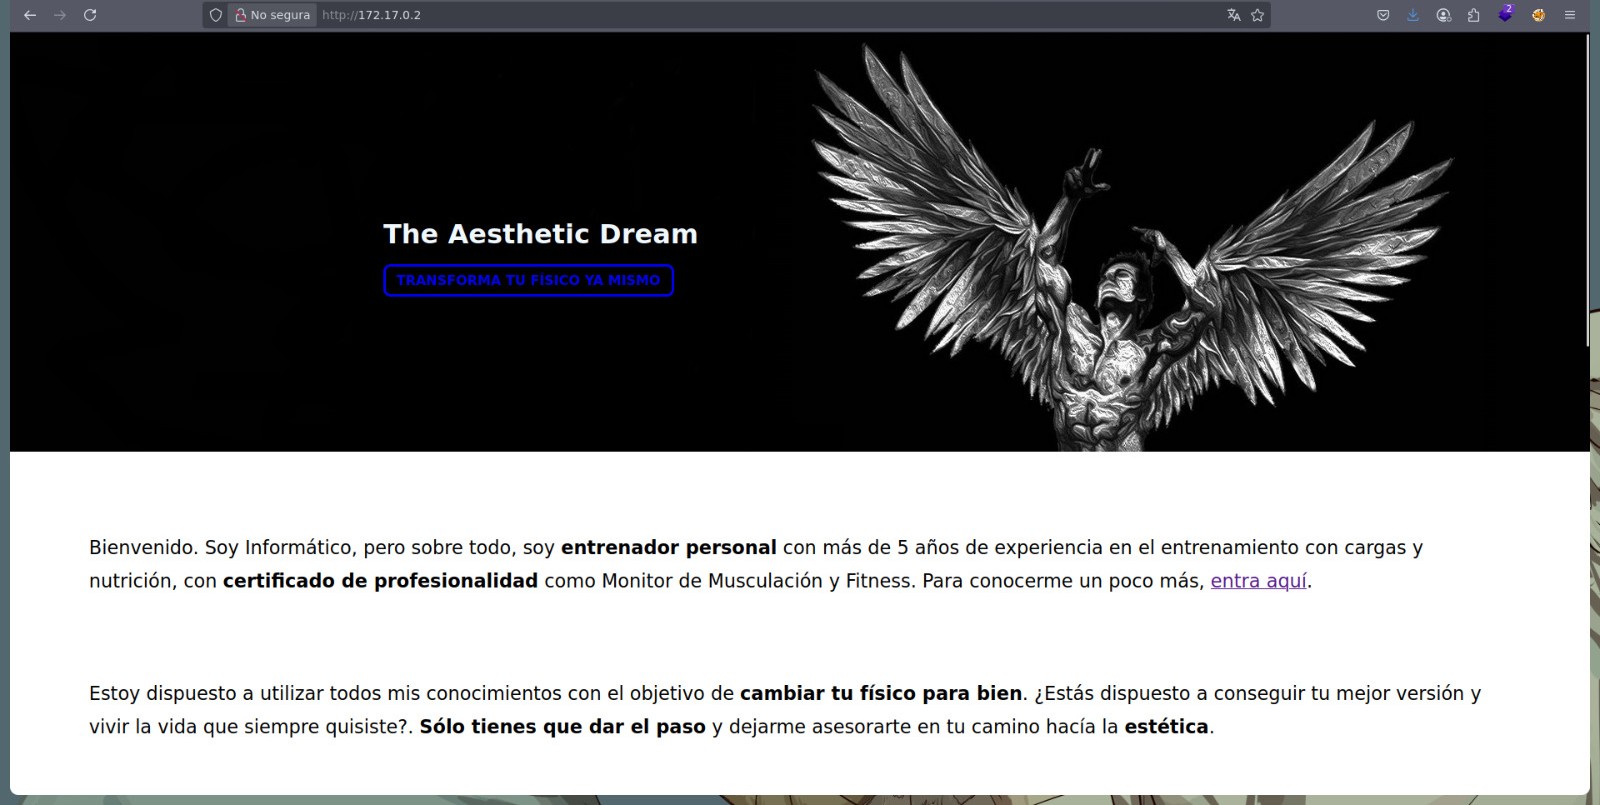 No segura http://172.17.0.2
2
The Aesthetic Dream
TRANSFORMA TU FÍSICO YA MISMO
Bienvenido. Soy Informático, pero sobre todo, soy entrenador personal con más de 5 años de experiencia en el entrenamiento con cargas y
nutrición, con certificado de profesionalidad como Monitor de Musculación y Fitness. Para conocerme un poco más, entra aquí.
Estoy dispuesto a utilizar todos mis conocimientos con el objetivo de cambiar tu físico para bien. ¿Estás dispuesto a conseguir tu mejor versión y
vivir la vida que siempre quisiste?. Sólo tienes que dar el paso y dejarme asesorarte en tu camino hacía la estética.